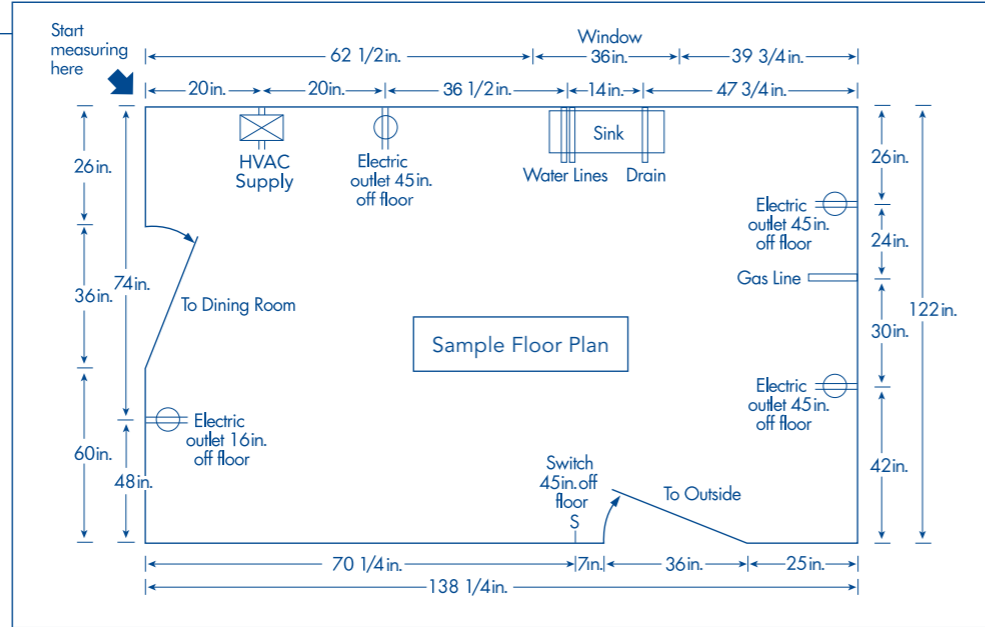 Start
measuring
here
62 1/2in.
Window
36in.
39 3/4in.
20in.
20in.
36 1/2in.
14in.
47 3/4in.
26in.
36in.
60in.
74in.
48in.
HVAC
Supply
Electric
outlet 45in.
off floor
Sink
Water Lines
Drain
Electric
outlet 45in.
off floor
Gas Line
Electric
outlet 45in.
off floor
26in.
24in.
30in.
42in.
122in.
To Dining Room
Sample Floor Plan
Electric
outlet 16in.
off floor
Switch
45in. off
floor
S
To Outside
70 1/4in.
7in.
36in.
25in.
138 1/4in.